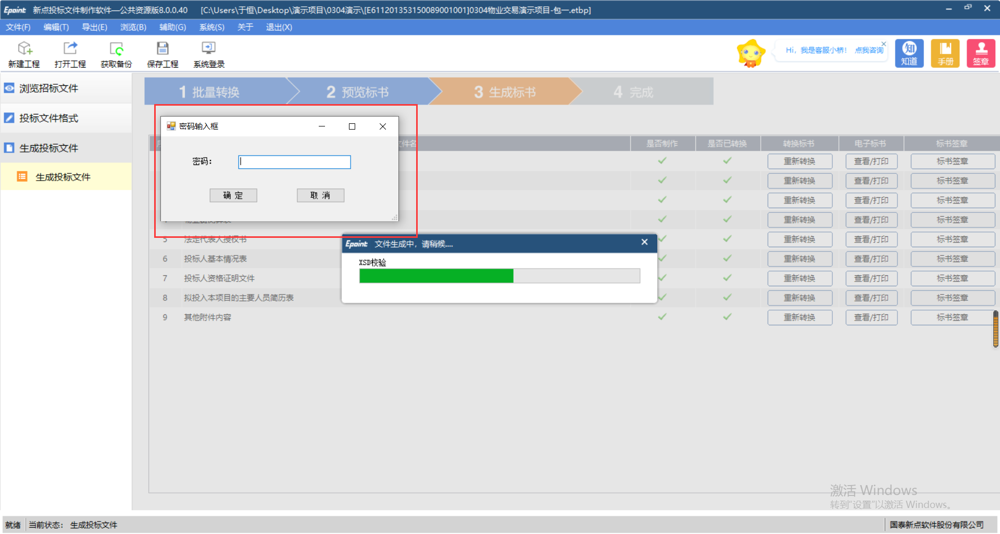 Epoint 新点投标文件制作软件—公共资源版8.0.0.40 [C:\Users\于恒\Desktop\演示项目\0304演示\[E6112013531500890​01001]0304物业交易演示项目-包一.etbp]
文件(F) 编辑(T) 导出(E) 浏览(B) 辅助(G) 系统(S) 关于 退出(X)
新建工程 打开工程 获取备份 保存工程 系统登录
Hi，我是客服小桥！ 点我咨询
知 知道
手册
签章
浏览招标文件
投标文件格式
生成投标文件
生成投标文件
1 批量转换 2 预览标书 3 生成标书 4 完成
密码输入框
密码：
确 定 取 消
文件名 是否制作 是否已转换 转换标书 电子标书 标书签章
重新转换 查看/打印 标书签章
重新转换 查看/打印 标书签章
重新转换 查看/打印 标书签章
重新转换 查看/打印 标书签章
5 法定代表人授权书 重新转换 查看/打印 标书签章
6 投标人基本情况表 重新转换 查看/打印 标书签章
7 投标人资格证明文件 重新转换 查看/打印 标书签章
8 拟投入本项目的主要人员简历表 重新转换 查看/打印 标书签章
9 其他附件内容 重新转换 查看/打印 标书签章
Epoint 文件生成中，请稍候....
XSD校验
激活 Windows
转到“设置”以激活 Windows。
就绪 当前状态： 生成投标文件 国泰新点软件股份有限公司